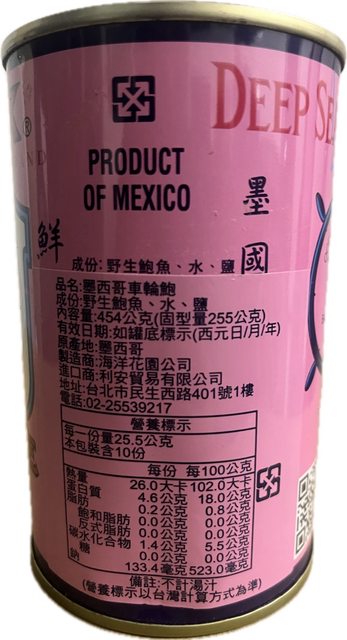 DEEP SE
K®
AND
PRODUCT
OF MEXICO
墨
國
鮮
成份: 野生鮑魚、水、鹽
品名:墨西哥車輪鮑
成份:野生鮑魚、水、鹽
內容量:454公克(固型量255公克)
有效日期:如罐底標示(西元日/月/年)
原產地:墨西哥
製造商:海洋花園公司
進口商:利安貿易有限公司
地址:台北市民生西路401號1樓
電話:02-25539217
營養標示
每一份量25.5公克
本包裝含10份
每份 每100公克
熱量 26.0大卡 102.0大卡
蛋白質 4.6公克 18.0公克
脂肪 0.2公克 0.8公克
飽和脂肪 0.0公克 0.0公克
反式脂肪 0.0公克 0.0公克
碳水化合物 1.4公克 5.5公克
糖 0.0公克 0.0公克
鈉 133.4毫克 523.0毫克
備註:不計湯汁
(營養標示以台灣計算方式為準)